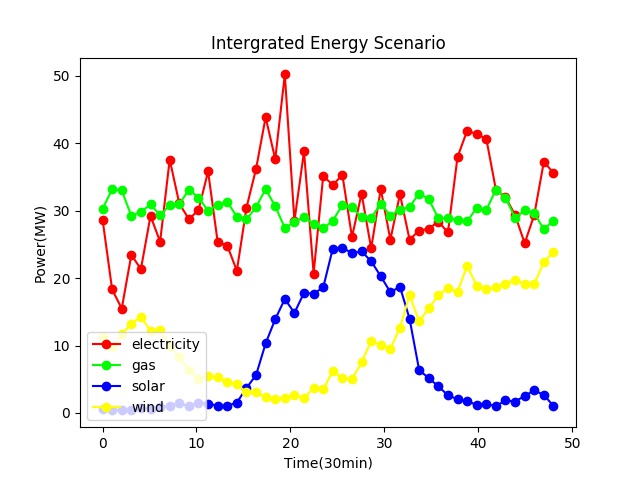 Intergrated Energy Scenario
Power(MW)
50
40
30
20
10
0
electricity
gas
solar
wind
0 10 20 30 40 50
Time(30min)